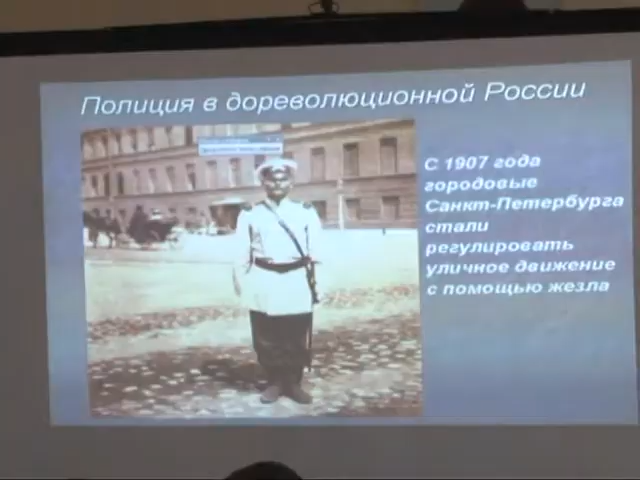 Полиция в дореволюционной России
С 1907 года
городовые
Санкт-Петербурга
стали
регулировать
уличное движение
с помощью жезла